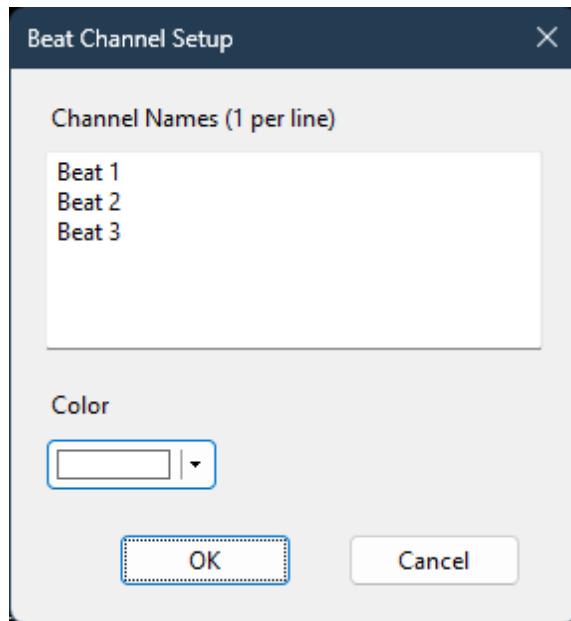 Beat Channel Setup
Channel Names (1 per line)
Beat 1
Beat 2
Beat 3
Color
OK
Cancel